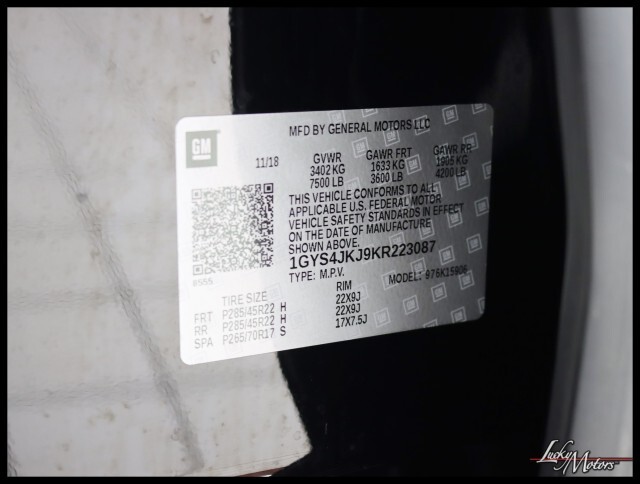 GM
MFD BY GENERAL MOTORS LLC
11/18 GVWR GAWR FRT GAWR RR
3402 KG 1633 KG 1905 KG
7500 LB 3600 LB 4200 LB
THIS VEHICLE CONFORMS TO ALL
APPLICABLE U.S. FEDERAL MOTOR
VEHICLE SAFETY STANDARDS IN EFFECT
ON THE DATE OF MANUFACTURE
SHOWN ABOVE.
1GYS4JKJ9KR223087
TYPE: M.P.V. MODEL: 976K15906
TIRE SIZE RIM
FRT P285/45R22 H 22X9J
RR P285/45R22 H 22X9J
SPA P265/70R17 S 17X7.5J
Lucky
Motors